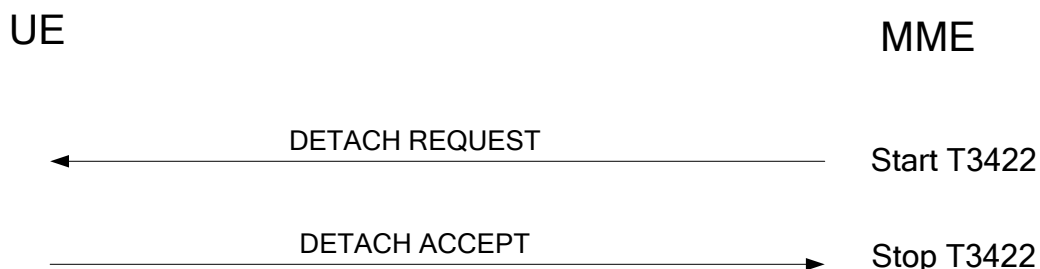 UE
MME
DETACH REQUEST
Start T3422
DETACH ACCEPT
Stop T3422